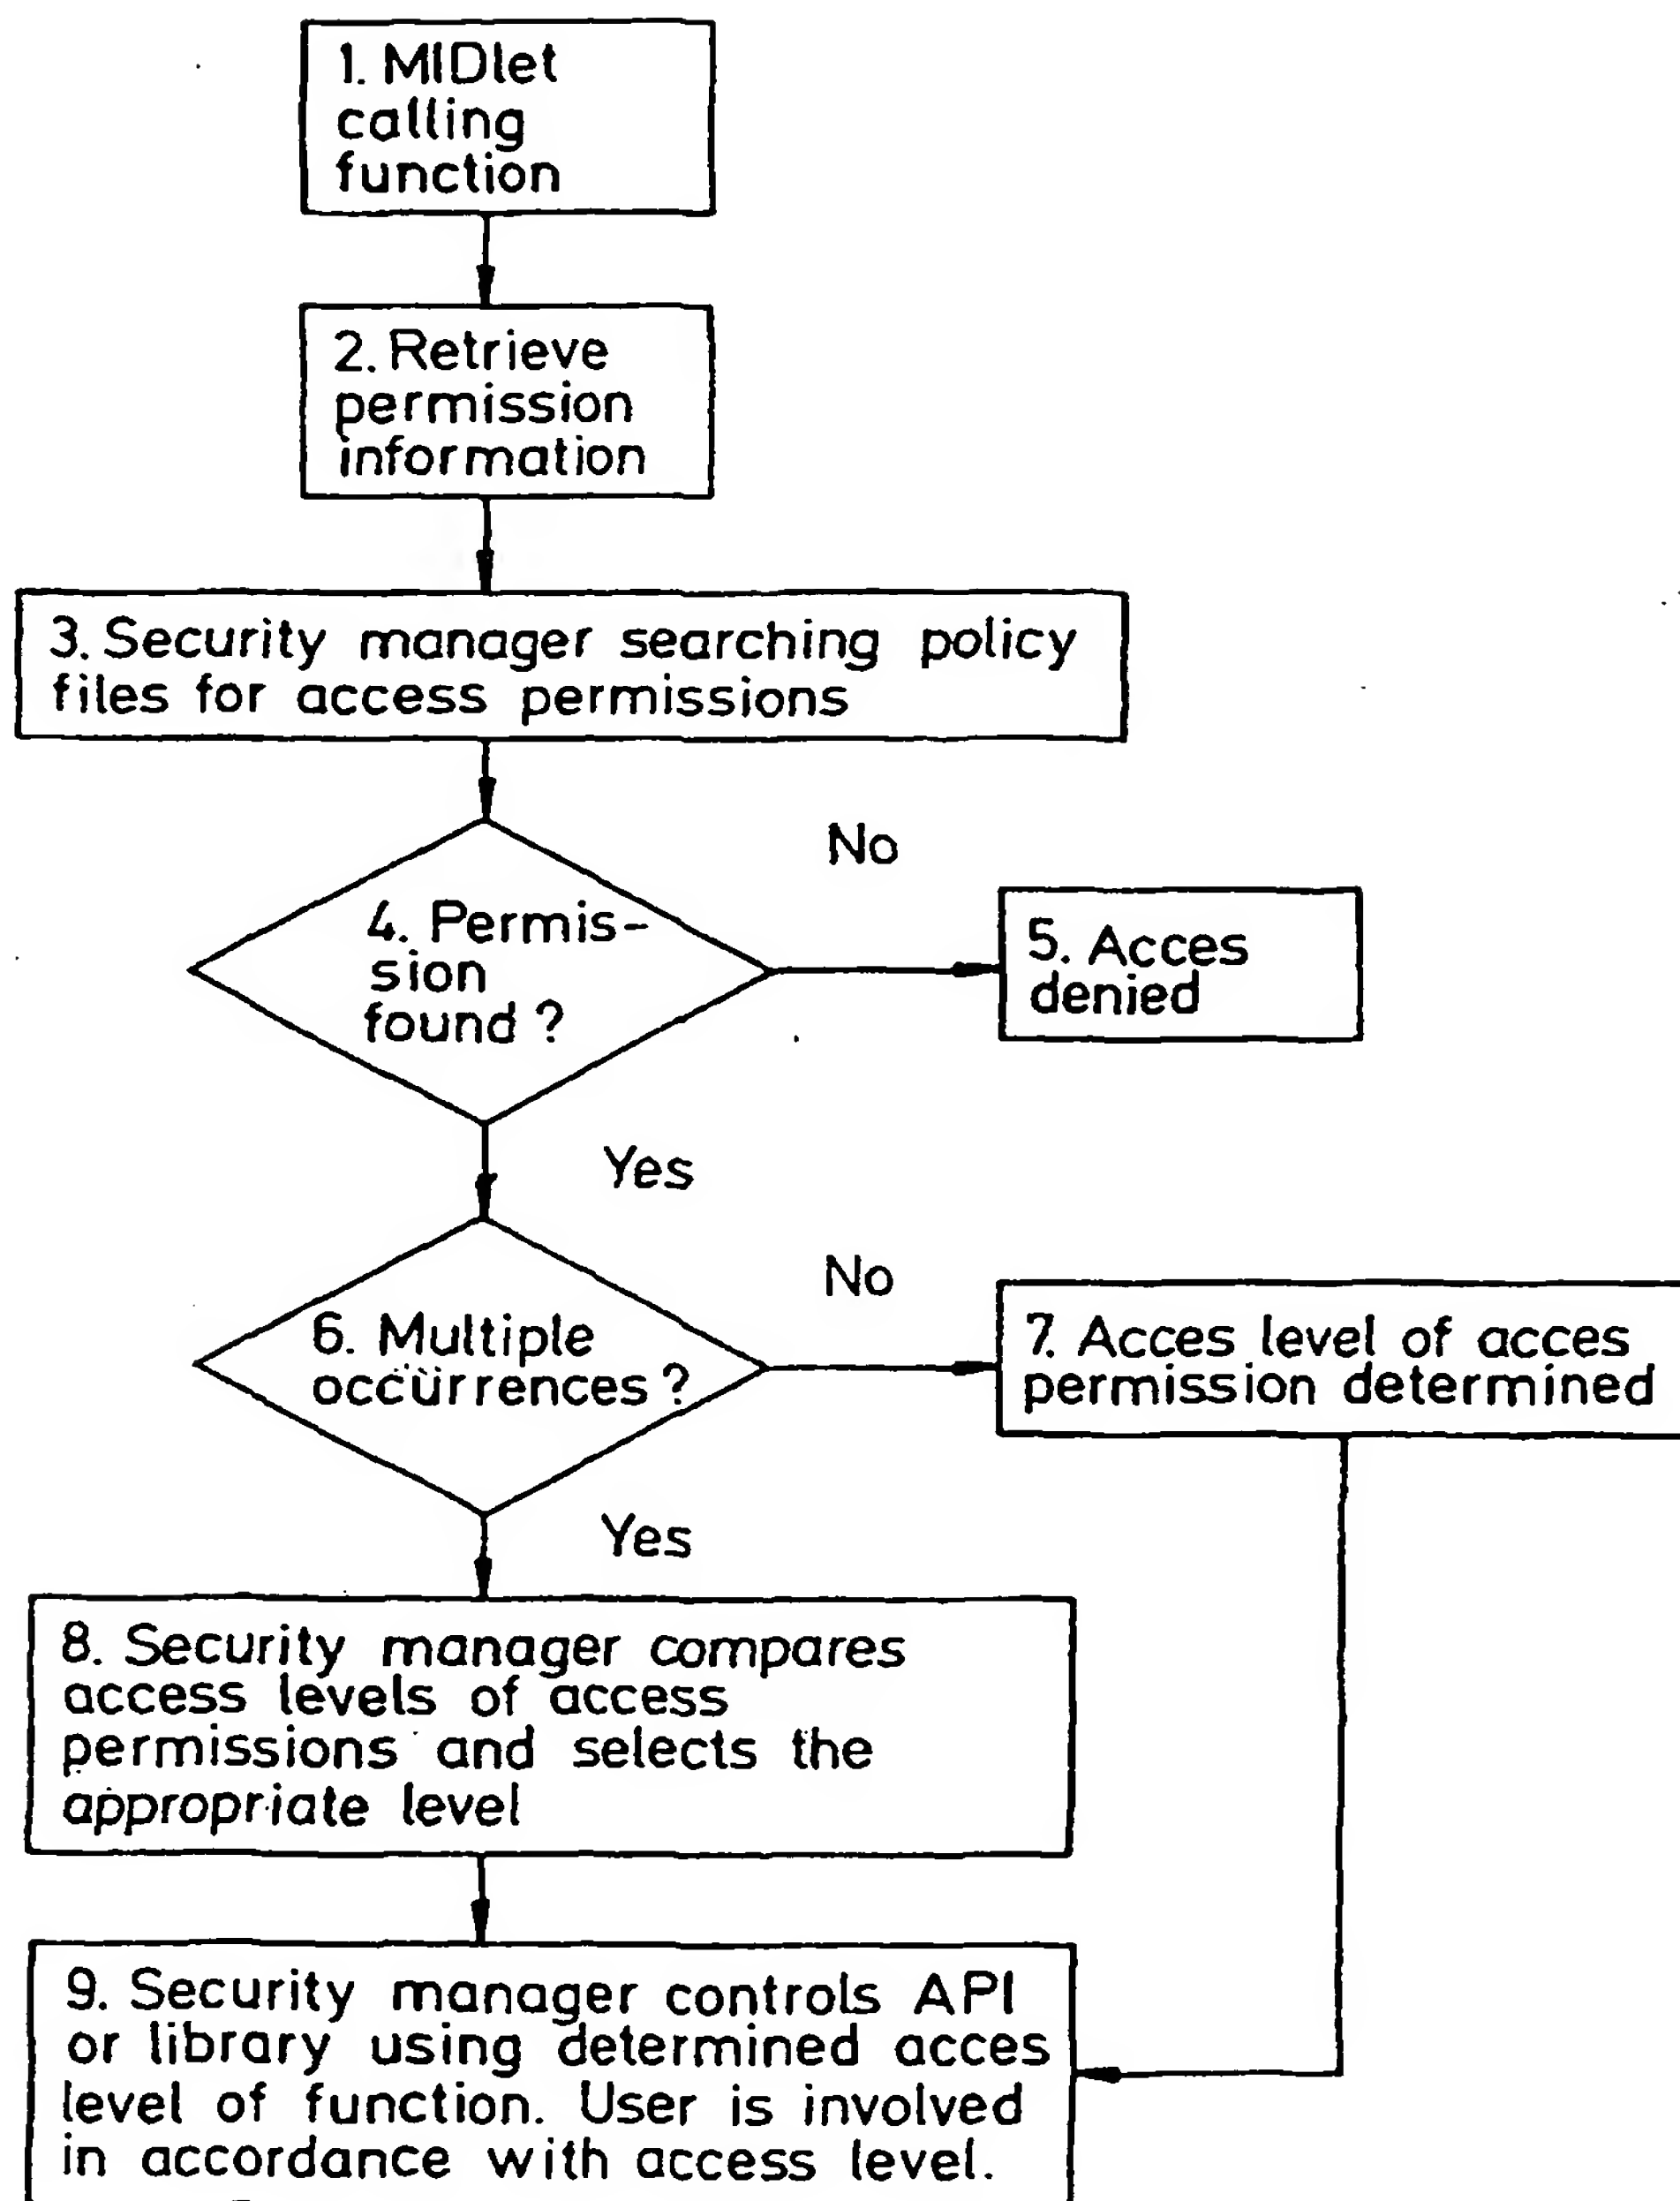 1. MIDlet
calling
function
2. Retrieve
permission
information
3. Security manager searching policy
files for access permissions
No
4. Permis-
sion
found ?
5. Acces
denied
Yes
No
6. Multiple
occurrences ?
7. Acces level of acces
permission determined
Yes
8. Security manager compares
access levels of access
permissions and selects the
appropriate level
9. Security manager controls API
or library using determined acces
level of function. User is involved
in accordance with access level.